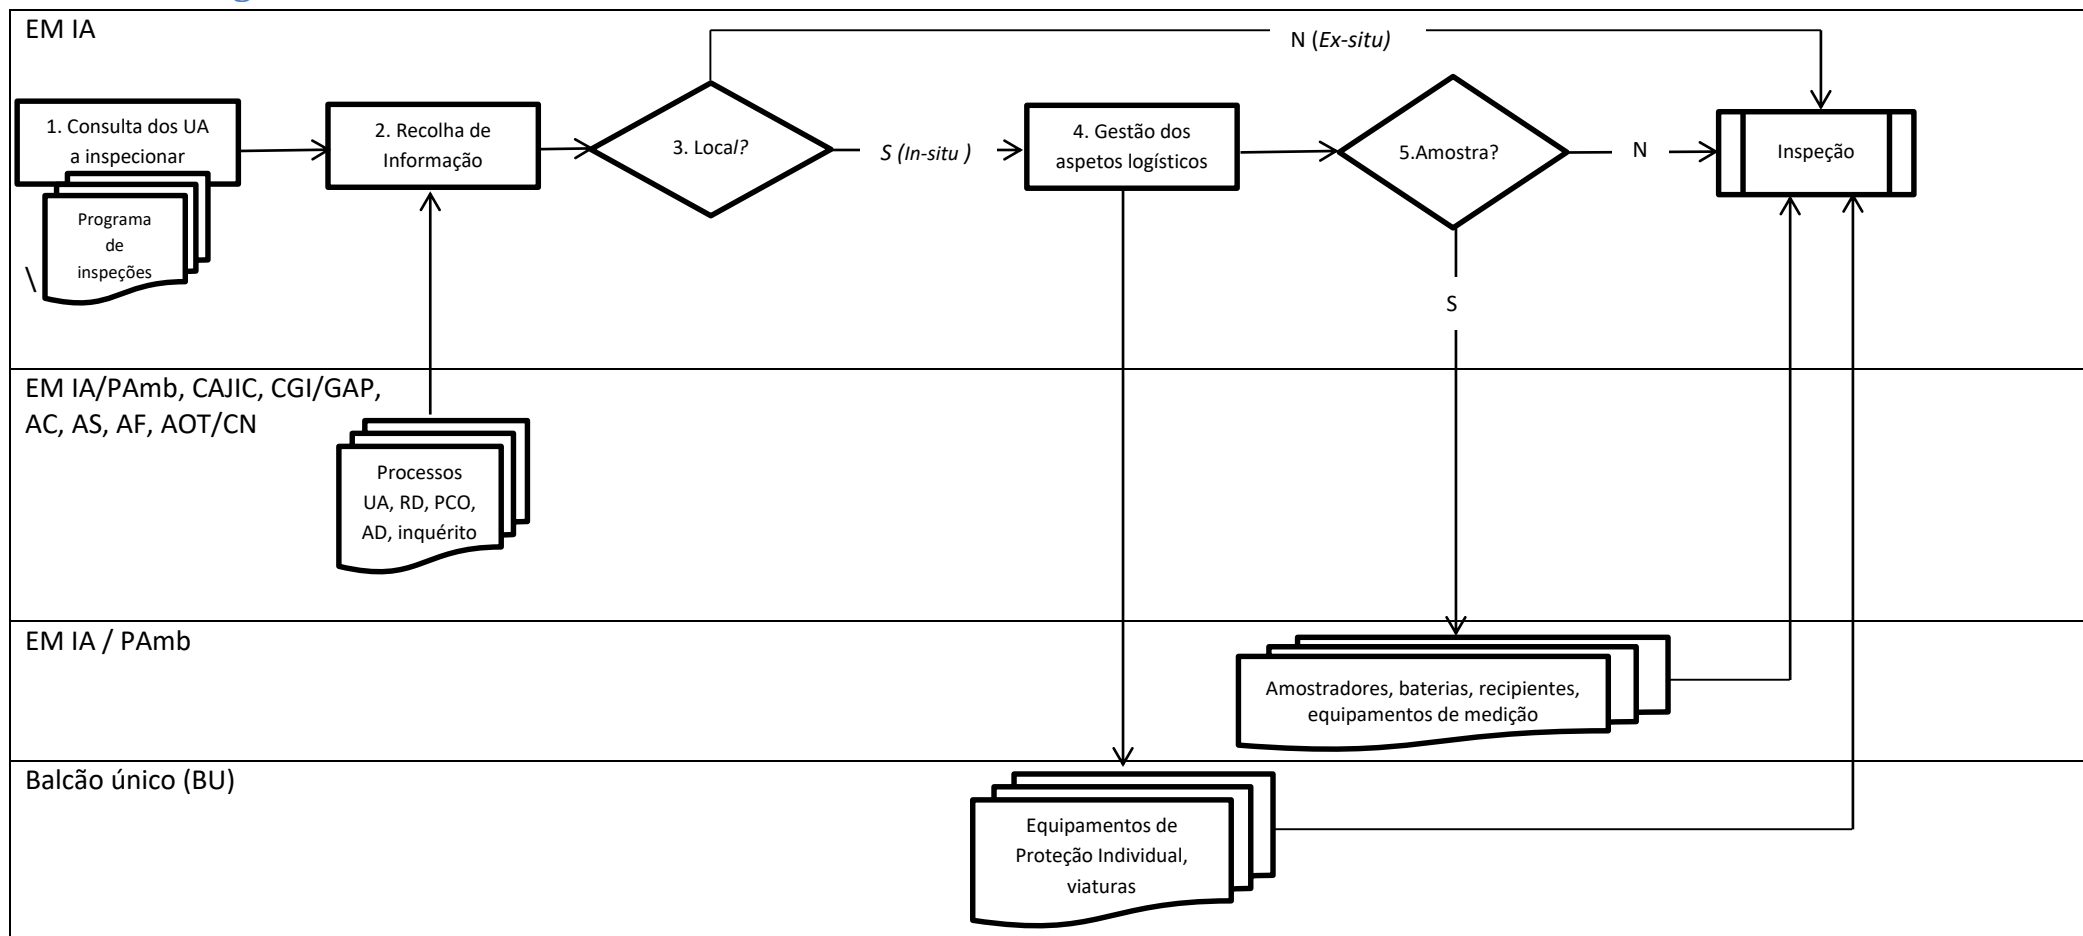 EM IA
N (Ex-situ)
1. Consulta dos UA
a inspecionar
2. Recolha de
Informação
3. Local?
S (In-situ )
4. Gestão dos
aspetos logísticos
5.Amostra?
N
Inspeção
Programa
de
inspeções
\
S
EM IA/PAmb, CAJIC, CGI/GAP,
AC, AS, AF, AOT/CN
Processos
UA, RD, PCO,
AD, inquérito
EM IA / PAmb
Amostradores, baterias, recipientes,
equipamentos de medição
Balcão único (BU)
Equipamentos de
Proteção Individual,
viaturas